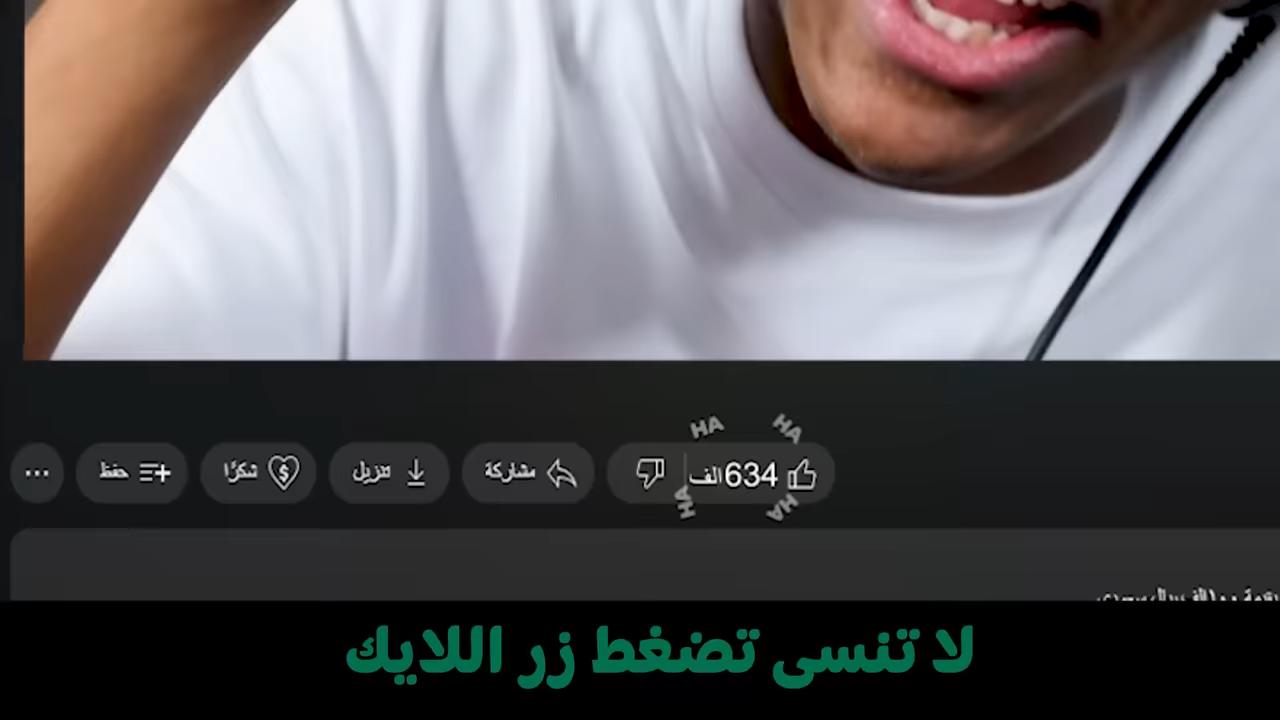 HA HA
634 الف
HA HA
مشاركة
تنزيل
شكرًا
حفظ
لا تنسى تضغط زر اللايك